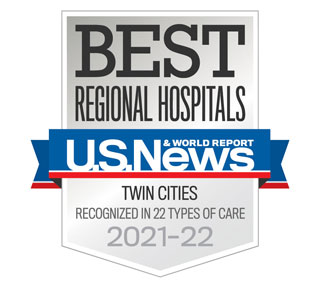 BEST
REGIONAL HOSPITALS
& WORLD REPORT
U.S.News
TWIN CITIES
RECOGNIZED IN 22 TYPES OF CARE
2021-22